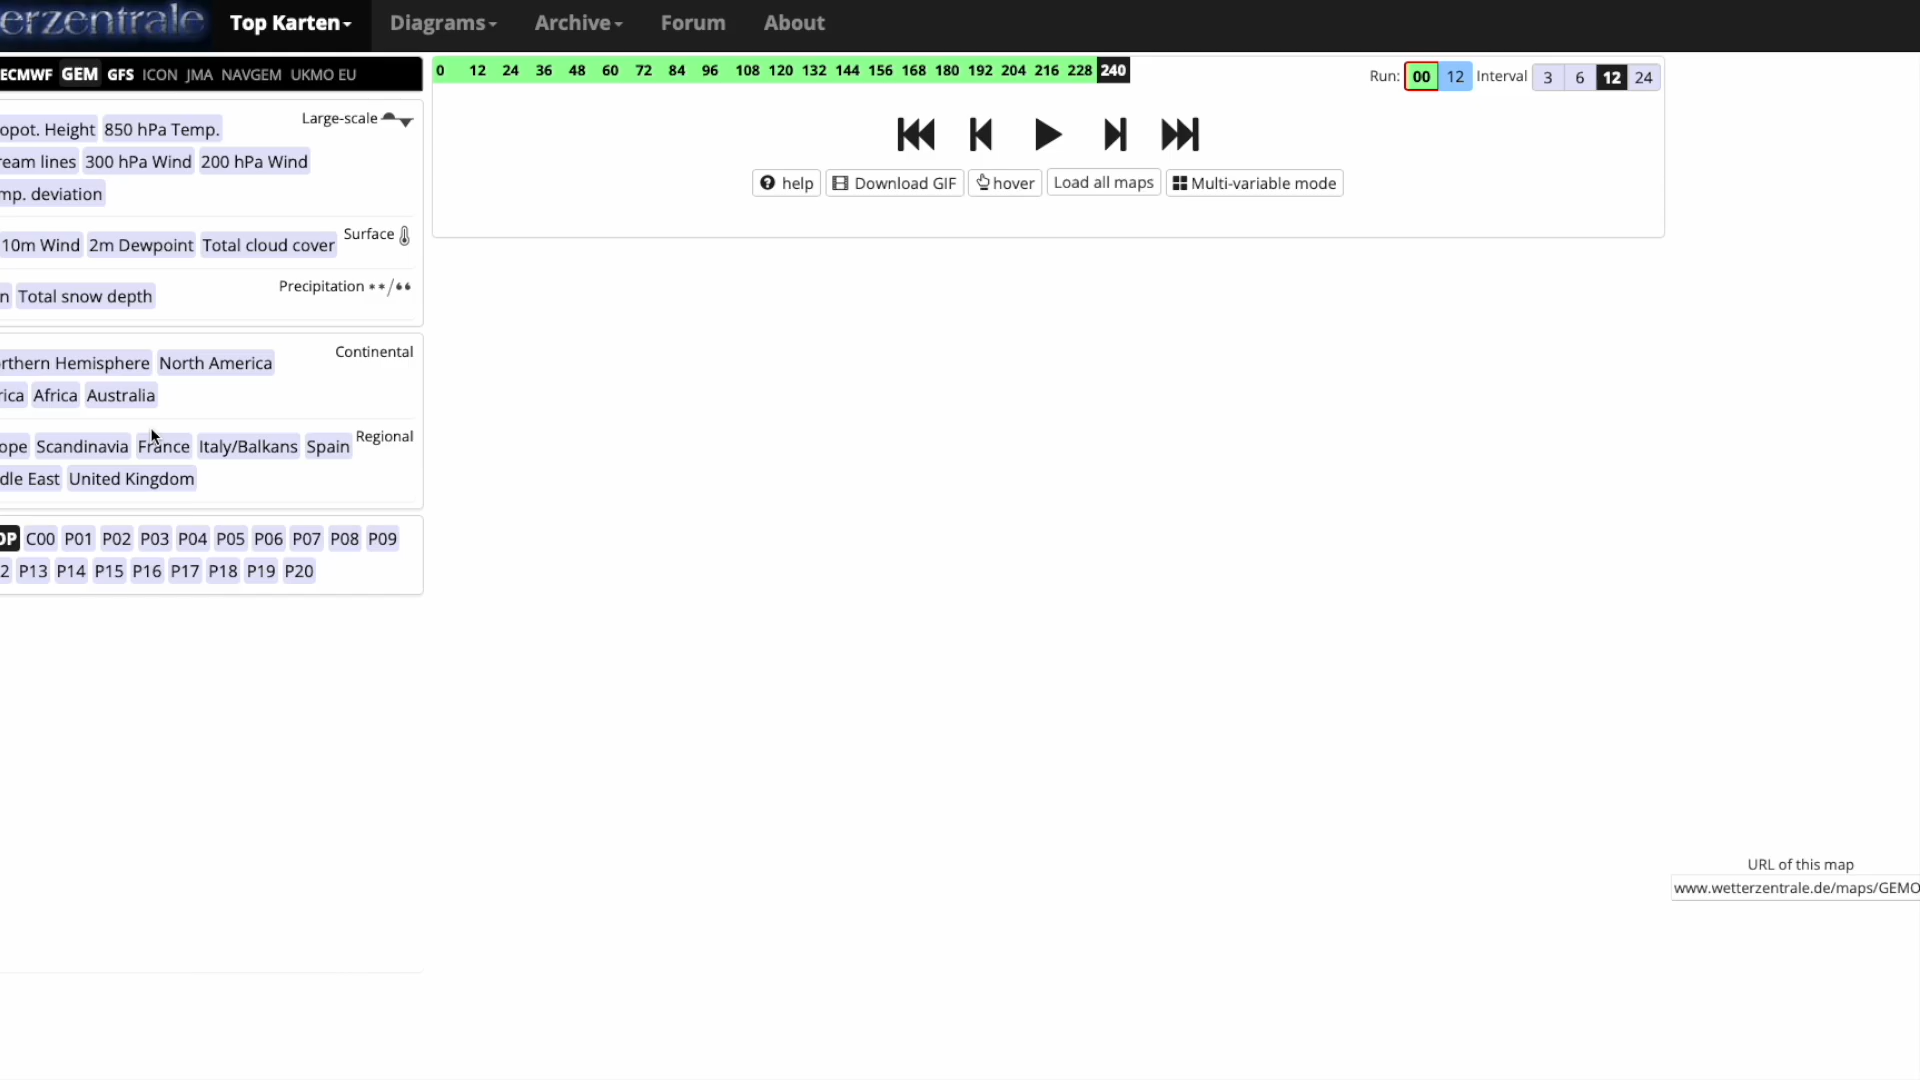 erzentrale Top Karten Diagrams Archive Forum About
ECMWF GEM GFS ICON JMA NAVGEM UKMO EU
0 12 24 36 48 60 72 84 96 108 120 132 144 156 168 180 192 204 216 228 240
Run: 00 12 Interval 3 6 12 24
help Download GIF hover Load all maps Multi-variable mode
Large-scale
opot. Height 850 hPa Temp.
ream lines 300 hPa Wind 200 hPa Wind
mp. deviation
Surface
10m Wind 2m Dewpoint Total cloud cover
Precipitation **/
n Total snow depth
Continental
rthern Hemisphere North America
rica Africa Australia
Regional
ope Scandinavia France Italy/Balkans Spain
dle East United Kingdom
OP C00 P01 P02 P03 P04 P05 P06 P07 P08 P09
2 P13 P14 P15 P16 P17 P18 P19 P20
URL of this map
www.wetterzentrale.de/maps/GEMO